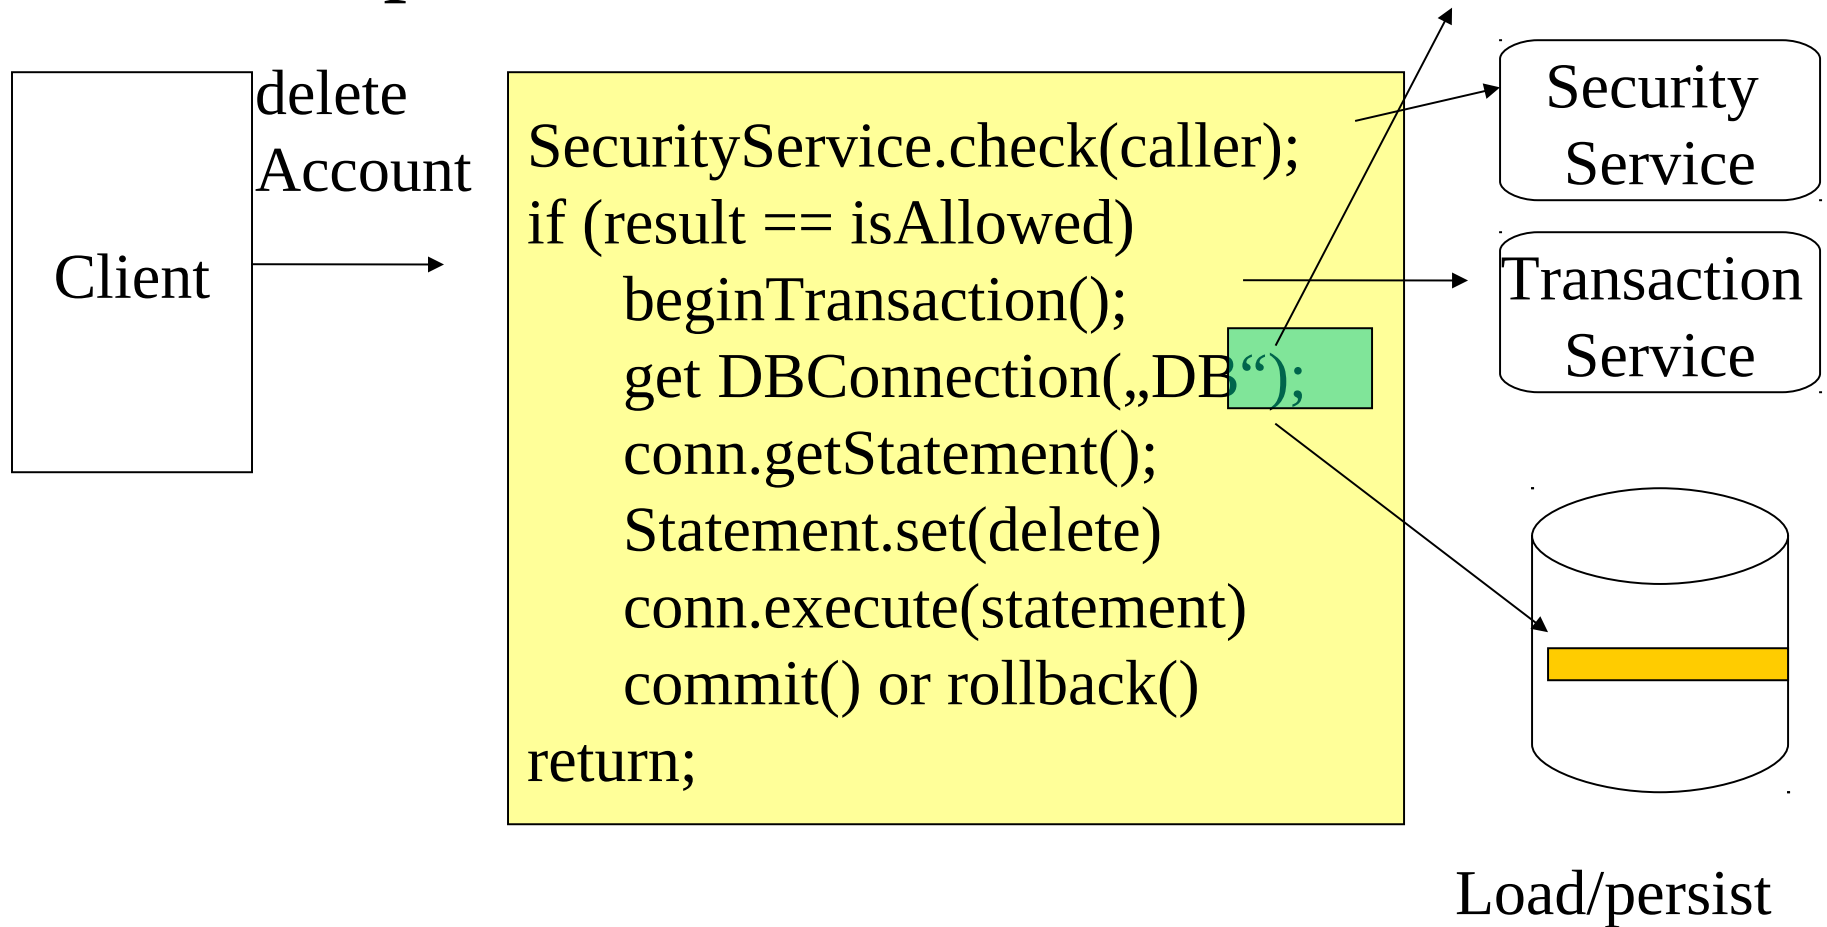 delete
Account
Client
SecurityService.check(caller);
if (result == isAllowed)
beginTransaction();
get DBConnection(„DB“);
conn.getStatement();
Statement.set(delete)
conn.execute(statement)
commit() or rollback()
return;
Security
Service
Transaction
Service
Load/persist